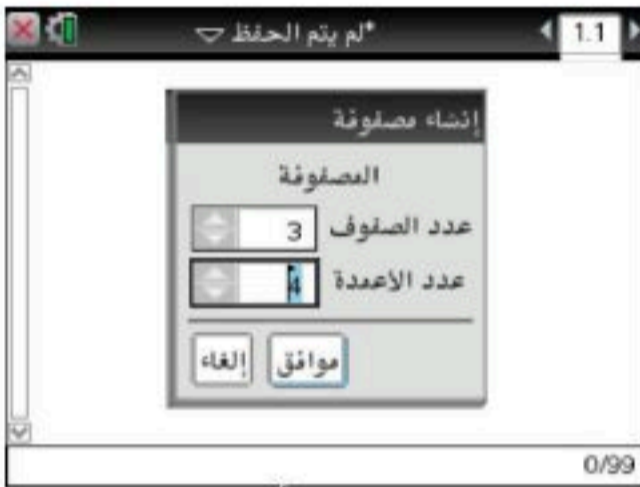 1.1 *لم يتم الحفظ
إنشاء مصفوفة
المصفوفة
عدد الصفوف 3
عدد الأعمدة 4
موافق إلغاء
0/99